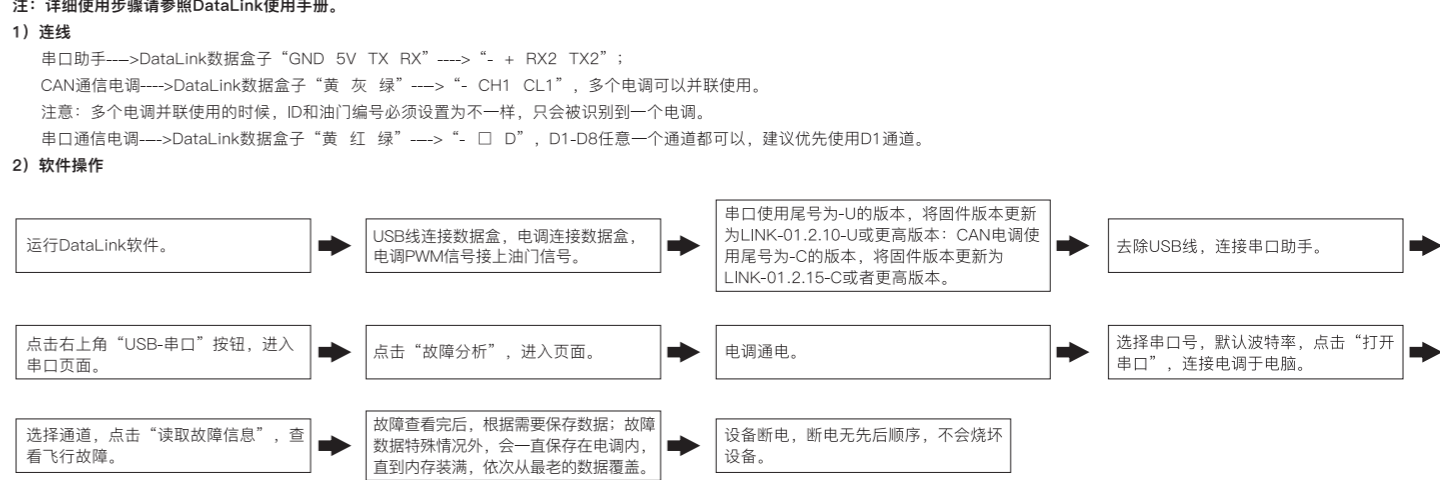 注：详细使用步骤请参照DataLink使用手册。
1）连线
串口助手---->DataLink数据盒子“GND 5V TX RX”---->“- + RX2 TX2”；
CAN通信电调---->DataLink数据盒子“黄 灰 绿”---->“- CH1 CL1”，多个电调可以并联使用。
注意：多个电调并联使用的时候，ID和油门编号必须设置为不一样，只会被识别到一个电调。
串口通信电调---->DataLink数据盒子“黄 红 绿”---->“- □ D”，D1-D8任意一个通道都可以，建议优先使用D1通道。
2）软件操作
运行DataLink软件。
USB线连接数据盒，电调连接数据盒，
电调PWM信号接上油门信号。
串口使用尾号为-U的版本，将固件版本更新
为LINK-01.2.10-U或更高版本：CAN电调使
用尾号为-C的版本，将固件版本更新为
LINK-01.2.15-C或者更高版本。
去除USB线，连接串口助手。
点击右上角“USB-串口”按钮，进入
串口页面。
点击“故障分析”，进入页面。
电调通电。
选择串口号，默认波特率，点击“打开
串口”，连接电调于电脑。
选择通道，点击“读取故障信息”，查
看飞行故障。
故障查看完后，根据需要保存数据；故障
数据特殊情况外，会一直保存在电调内，
直到内存装满，依次从最老的数据覆盖。
设备断电，断电无先后顺序，不会烧坏
设备。